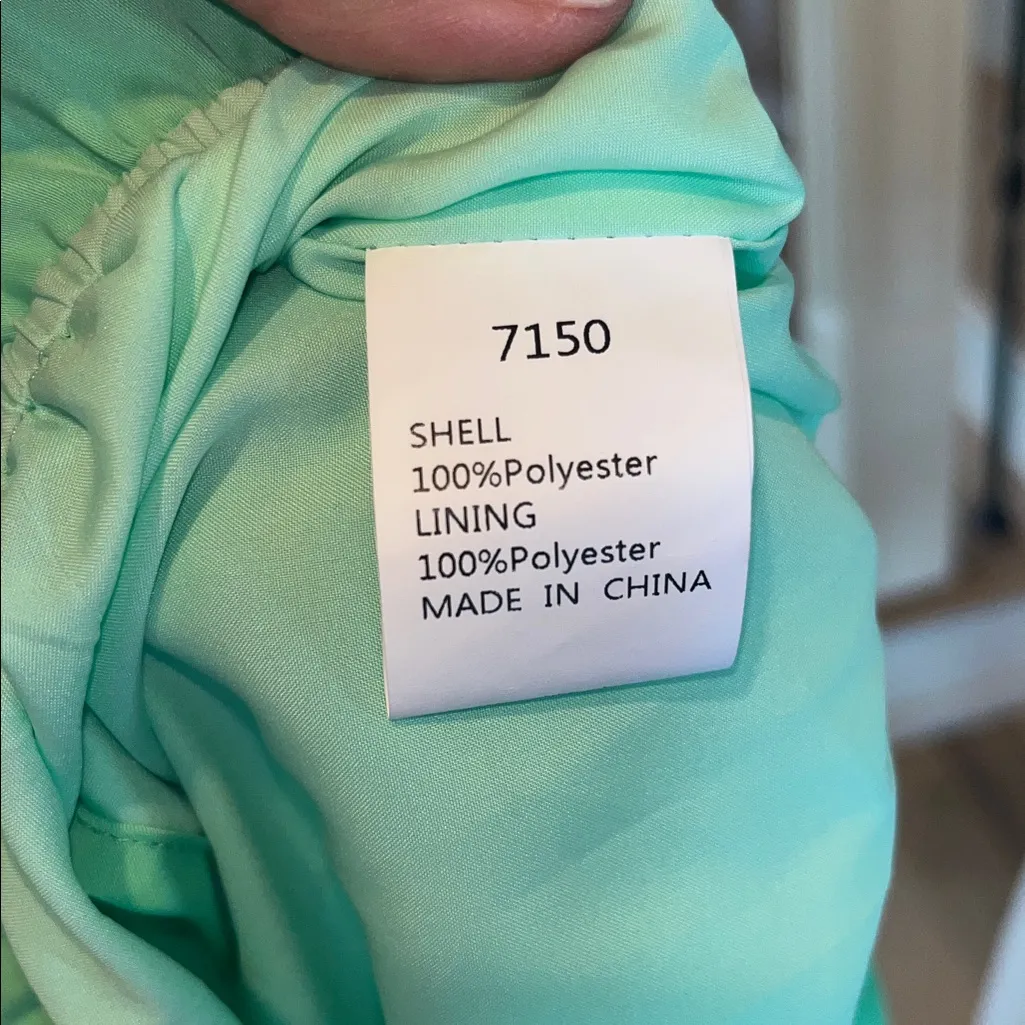 7150
SHELL
100%Polyester
LINING
100%Polyester
MADE IN CHINA